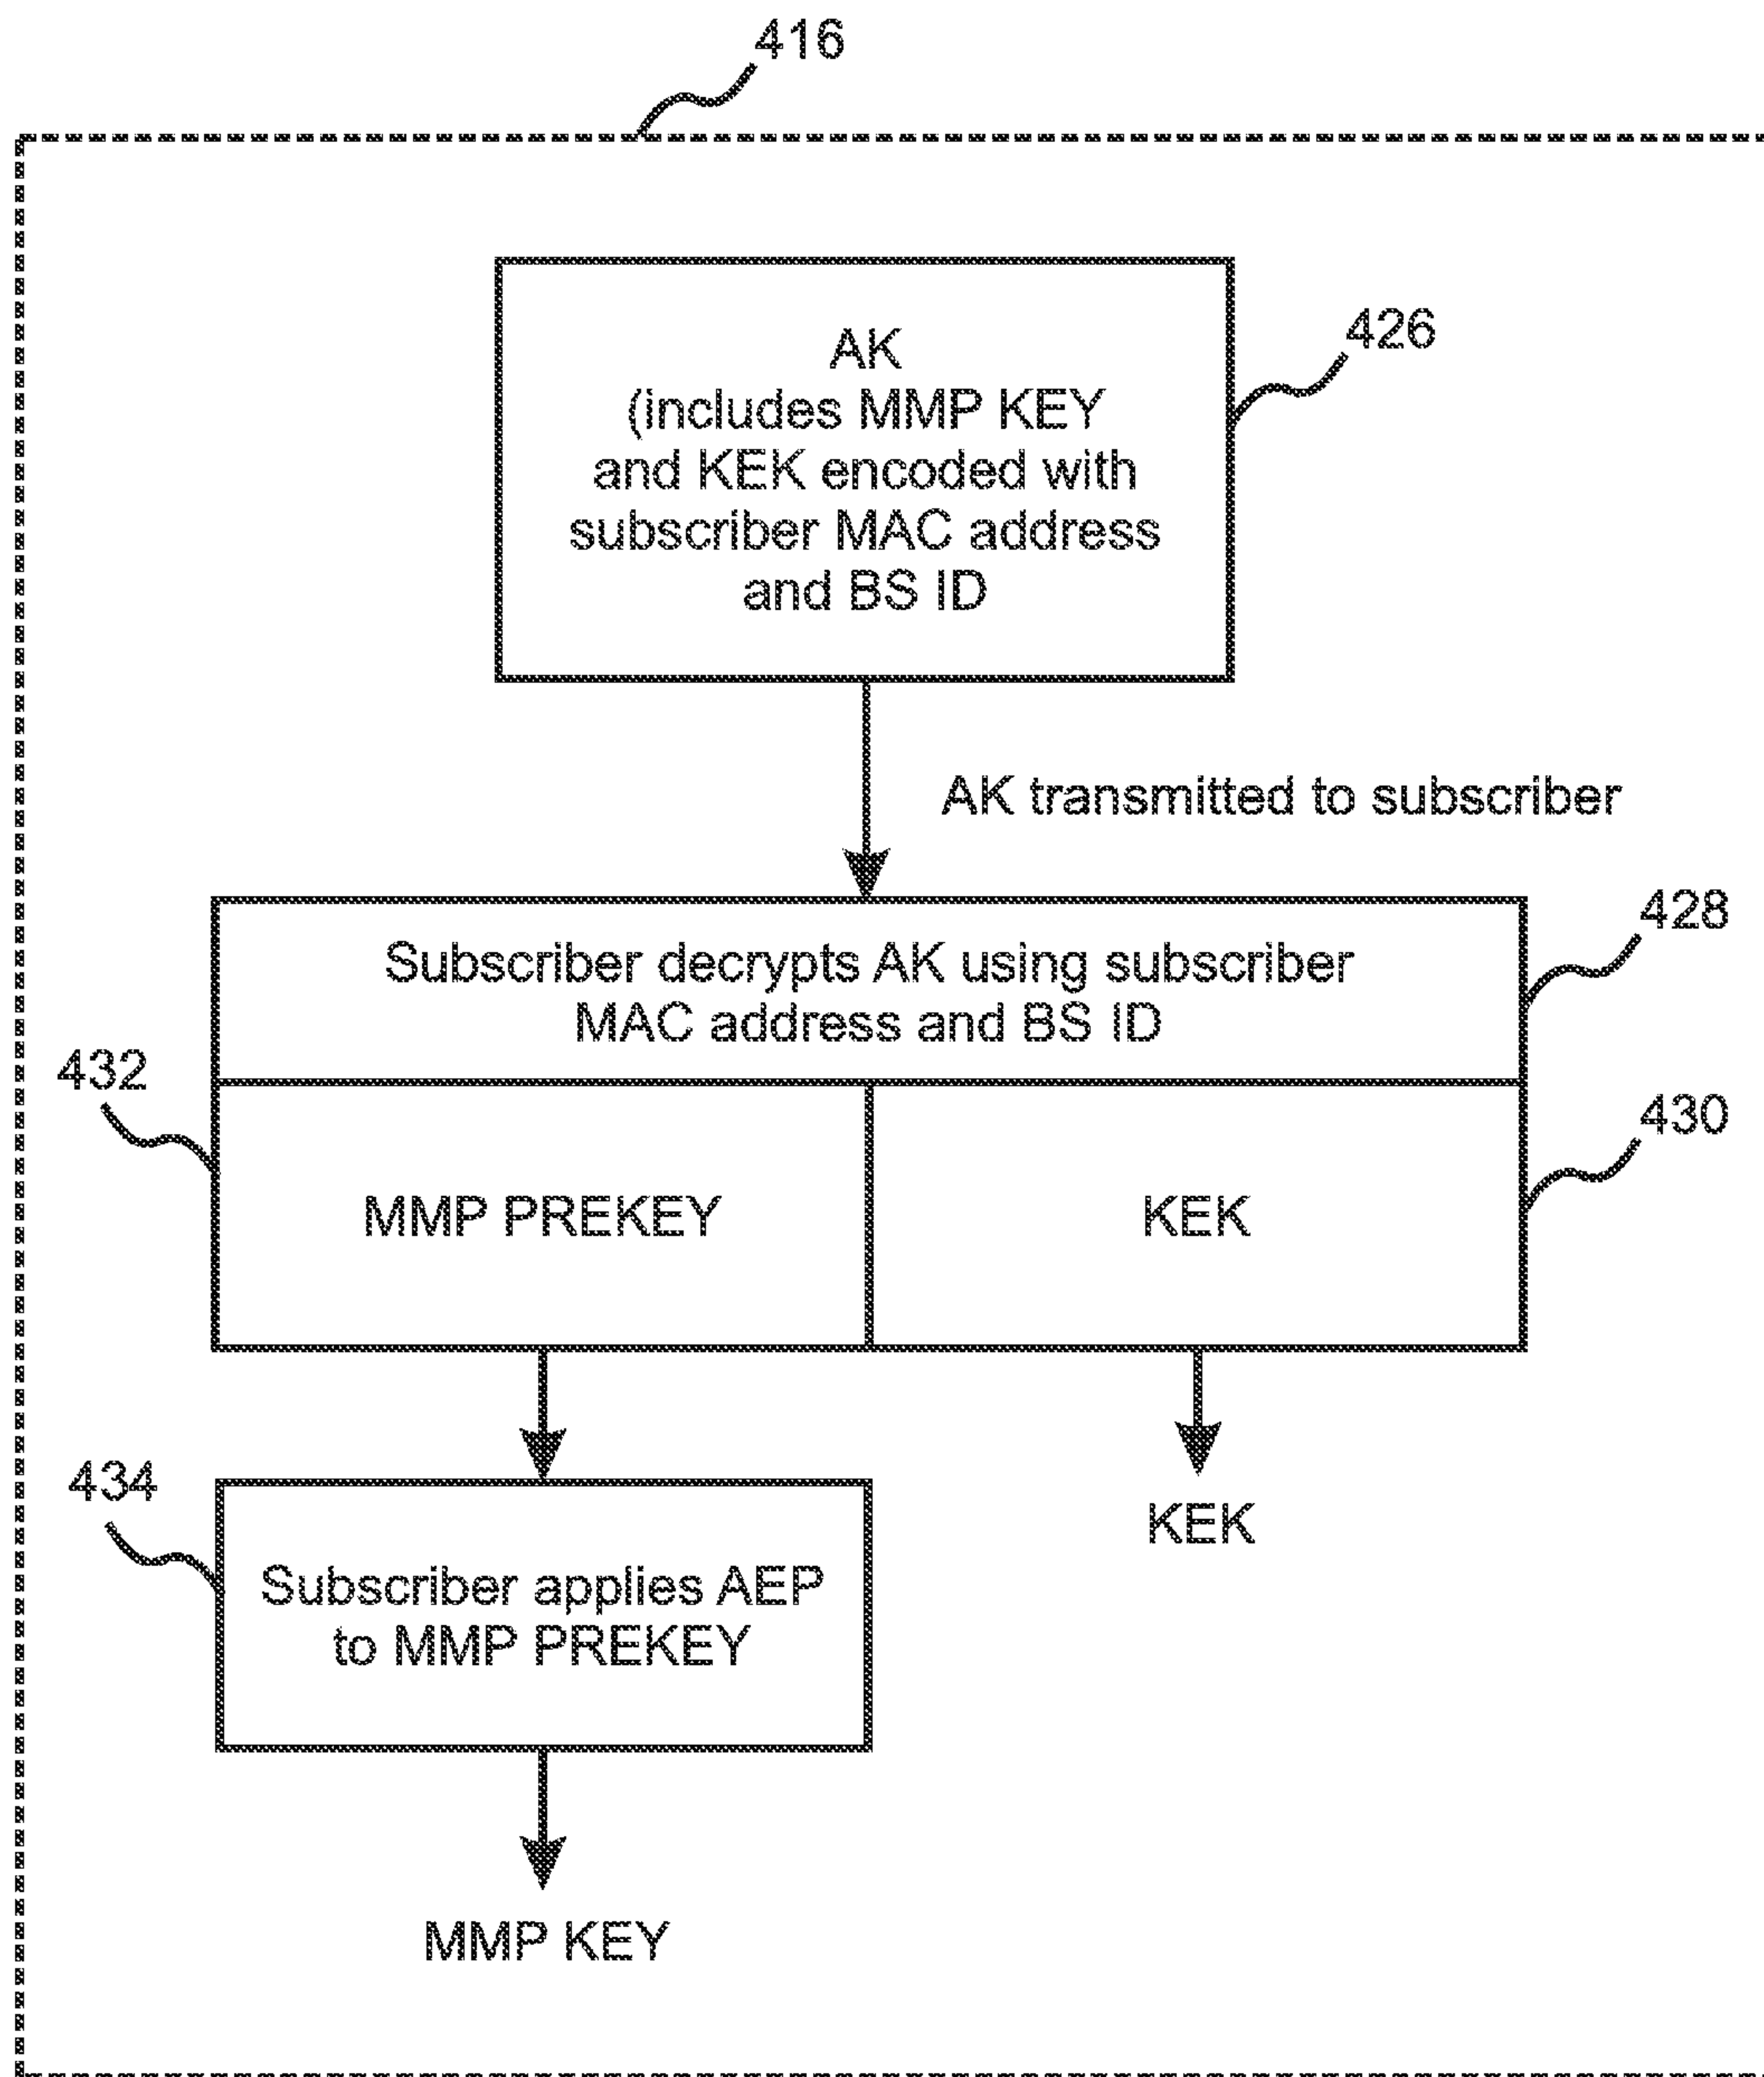 416
AK
(includes MMP KEY
and KEK encoded with
subscriber MAC address
and BS ID
426
AK transmitted to subscriber
Subscriber decrypts AK using subscriber
MAC address and BS ID
428
432
MMP PREKEY
KEK
430
434
Subscriber applies AEP
to MMP PREKEY
KEK
MMP KEY